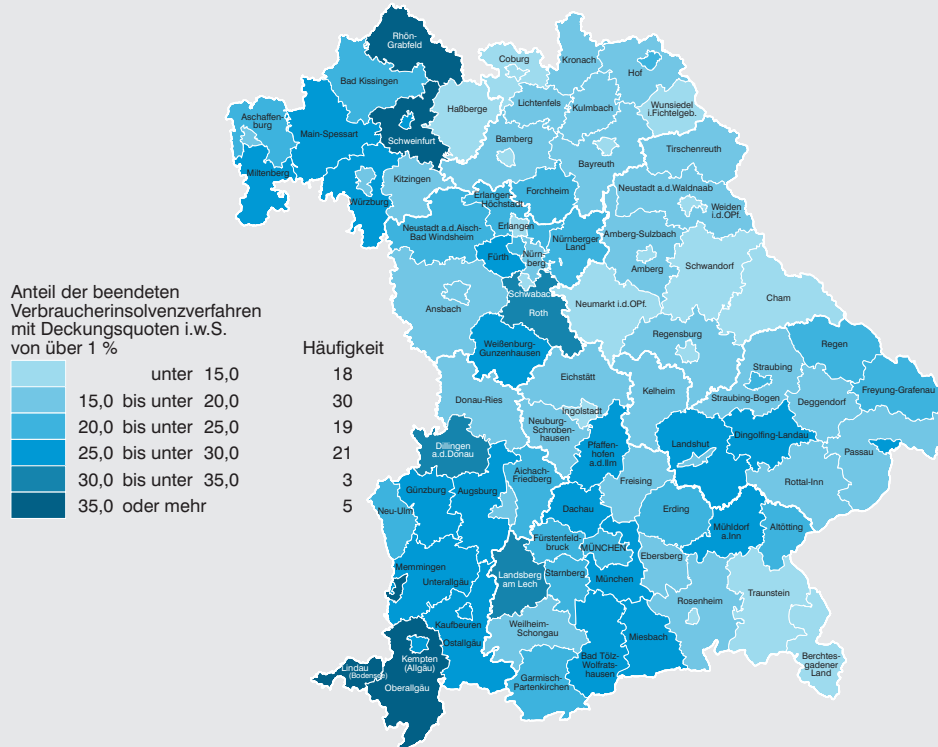 Rhön-
Grabfeld
Coburg
Kronach
Hof
Bad Kissingen
Lichtenfels
Kulmbach
Wunsiedel
i.Fichtelgeb.
Haßberge
Aschaffen-
burg
Main-Spessart
Schweinfurt
Bamberg
Bayreuth
Tirschenreuth
Miltenberg
Kitzingen
Würzburg
Forchheim
Erlangen-
Höchstadt
Neustadt a.d.Waldnaab
Neustadt a.d.Aisch-
Bad Windsheim
Erlangen
Nürnberger
Land
Weiden
i.d.OPf.
Amberg-Sulzbach
Fürth
Nürn-
berg
Amberg
Schwandorf
Schwabach
Roth
Ansbach
Neumarkt i.d.OPf.
Cham
Weißenburg-
Gunzenhausen
Regensburg
Regen
Eichstätt
Kelheim
Straubing
Freyung-Grafenau
Straubing-Bogen
Deggendorf
Donau-Ries
Ingolstadt
Neuburg-
Schroben-
hausen
Pfaffen-
hofen
a.d.Ilm
Landshut
Dingolfing-Landau
Passau
Dillingen
a.d.Donau
Rottal-Inn
Aichach-
Friedberg
Freising
Günzburg
Augsburg
Neu-Ulm
Dachau
Erding
Mühldorf
a.Inn
Altötting
Fürstenfeld-
bruck
MÜNCHEN
Ebersberg
Memmingen
Unterallgäu
Landsberg
am Lech
Starnberg
München
Traunstein
Rosenheim
Kaufbeuren
Ostallgäu
Weilheim-
Schongau
Miesbach
Bad Tölz-
Wolfrats-
hausen
Berchtes-
gadener
Land
Kempten
(Allgäu)
Lindau
(Bodensee)
Oberallgäu
Garmisch-
Partenkirchen
Anteil der beendeten
Verbraucherinsolvenzverfahren
mit Deckungsquoten i.w.S.
von über 1 % Häufigkeit
unter 15,0 18
15,0 bis unter 20,0 30
20,0 bis unter 25,0 19
25,0 bis unter 30,0 21
30,0 bis unter 35,0 3
35,0 oder mehr 5